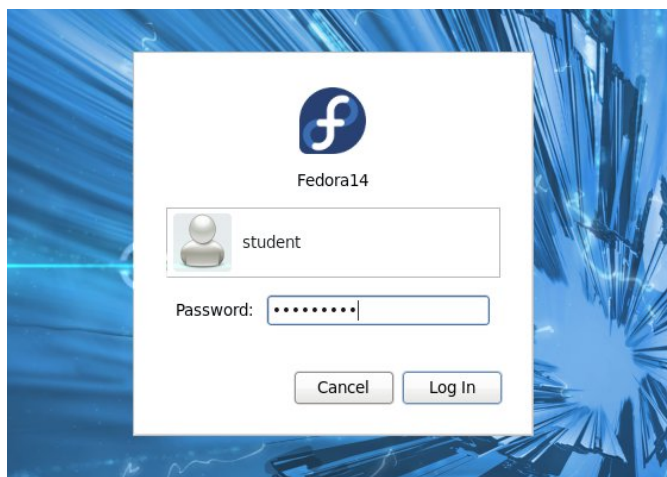 Fedora14
student
Password: •••••••••
Cancel Log In